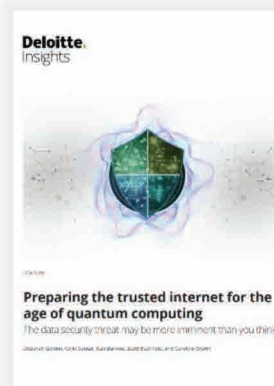 Deloitte.
Insights
Preparing the trusted internet for the
age of quantum computing
The data security threat may be more imminent than you think